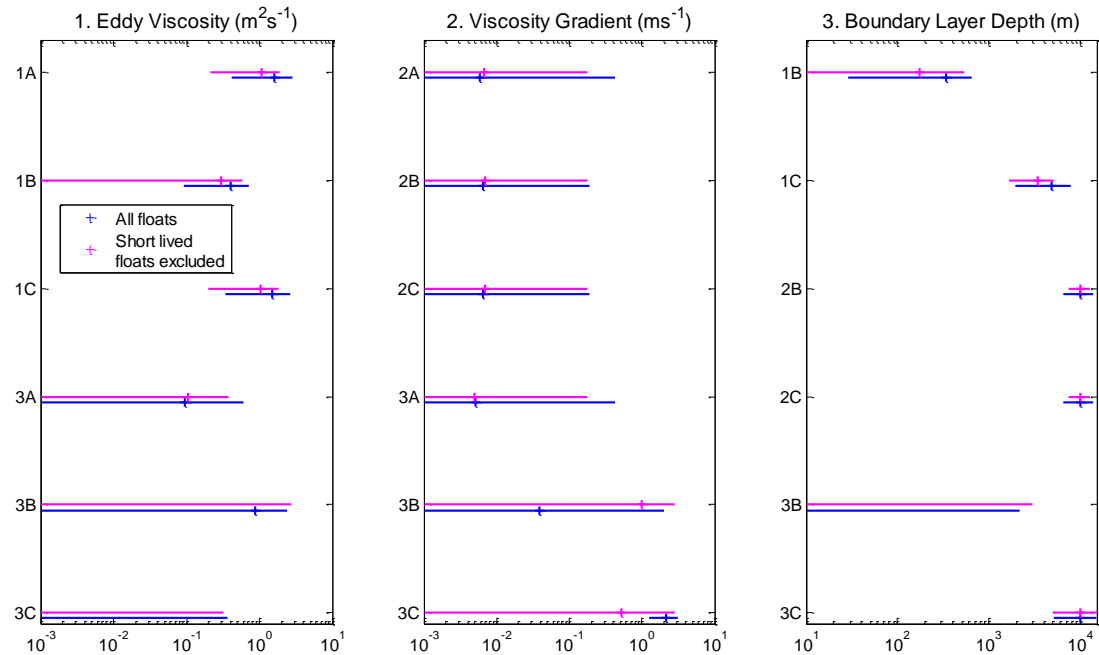 1. Eddy Viscosity (m²s⁻¹)
2. Viscosity Gradient (ms⁻¹)
3. Boundary Layer Depth (m)
1A
1B
1C
3A
3B
3C
All floats
Short lived
floats excluded
10⁻³ 10⁻² 10⁻¹ 10⁰ 10¹
2A
2B
2C
3A
3B
3C
10⁻³ 10⁻² 10⁻¹ 10⁰ 10¹
1B
1C
2B
2C
3B
3C
10¹ 10² 10³ 10⁴